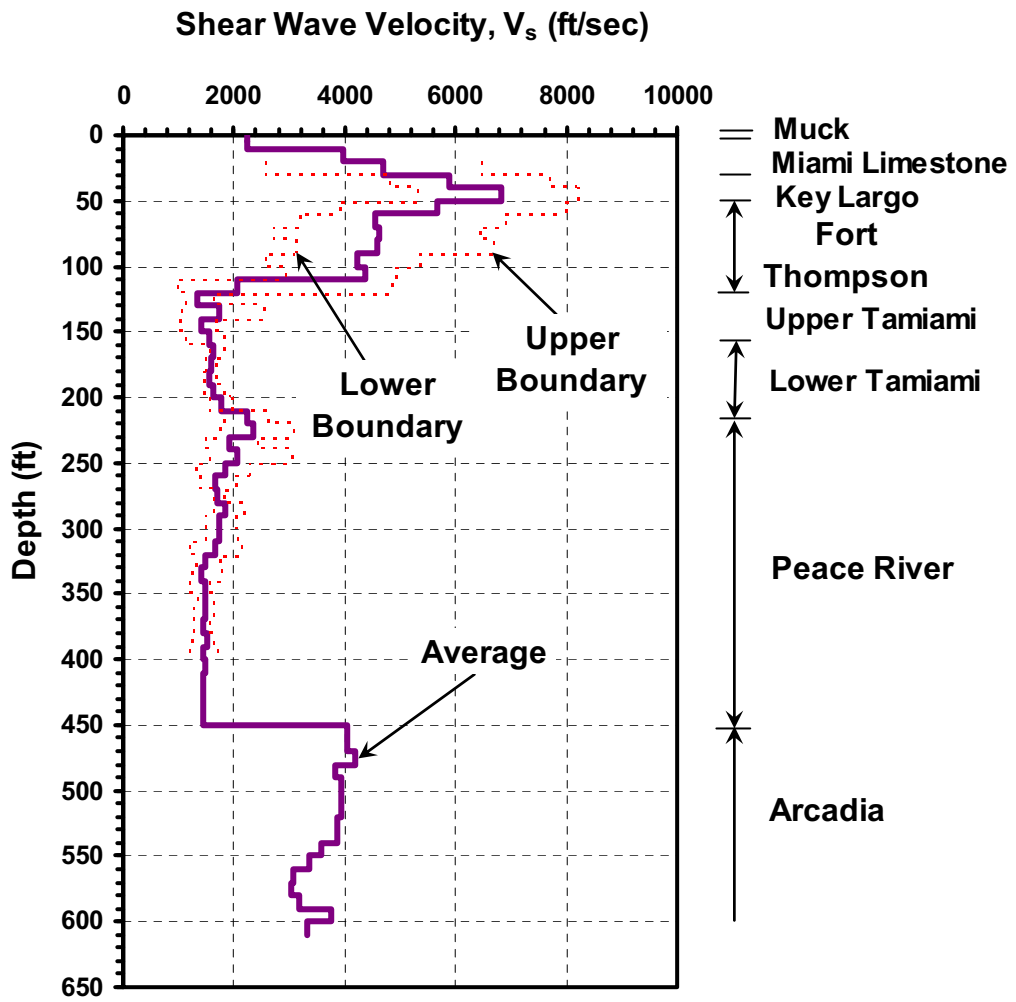 Shear Wave Velocity, Vs (ft/sec)
0 2000 4000 6000 8000 10000
0
50
100
150
200
250
300
350
400
450
500
550
600
650
Depth (ft)
Lower
Boundary
Upper
Boundary
Average
Muck
Miami Limestone
Key Largo
Fort
Thompson
Upper Tamiami
Lower Tamiami
Peace River
Arcadia